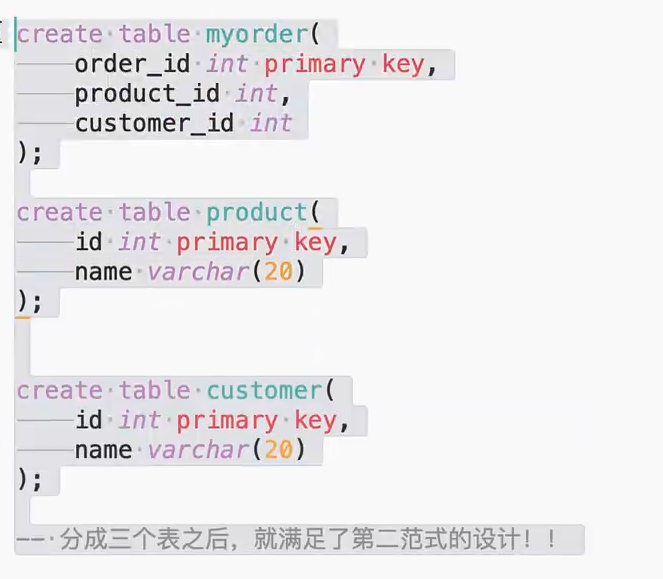 create table myorder(
order_id int primary key,
product_id int,
customer_id int
);
create table product(
id int primary key,
name varchar(20)
);
create table customer(
id int primary key,
name varchar(20)
);
-- 分成三个表之后，就满足了第二范式的设计！！